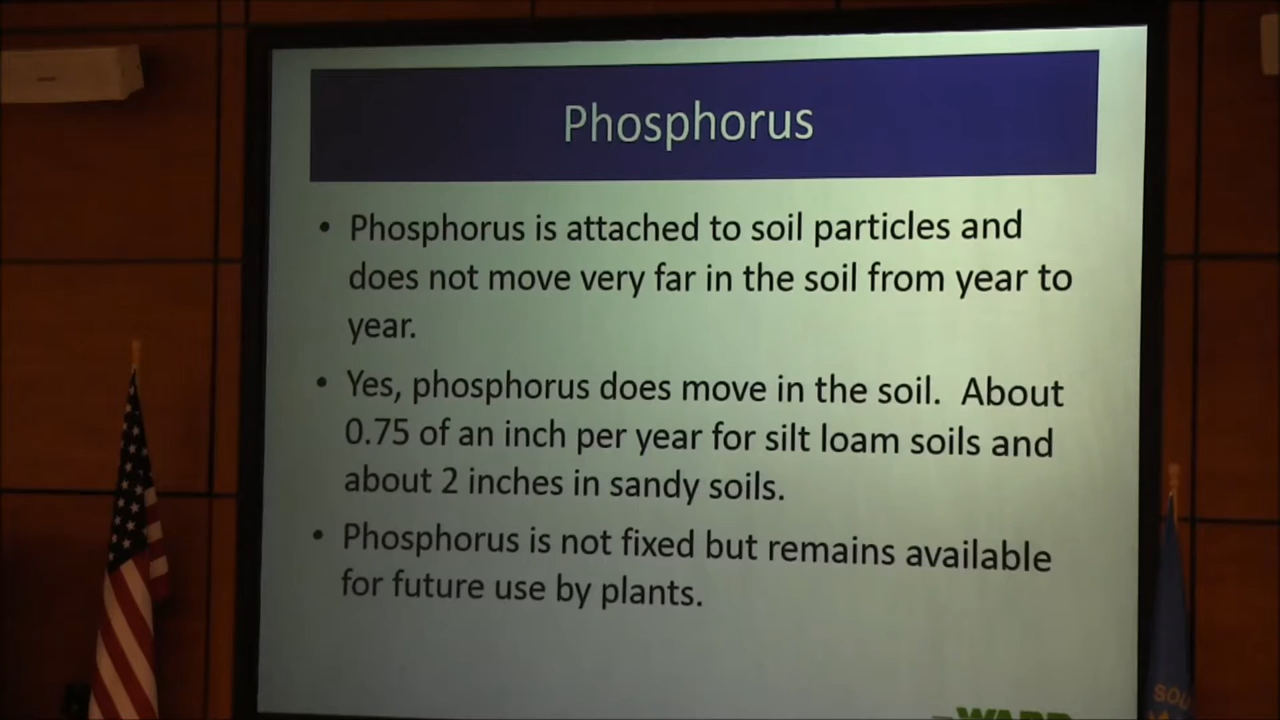 Phosphorus
• Phosphorus is attached to soil particles and
does not move very far in the soil from year to
year.
• Yes, phosphorus does move in the soil.  About
0.75 of an inch per year for silt loam soils and
about 2 inches in sandy soils.
• Phosphorus is not fixed but remains available
for future use by plants.
WARD
SOU